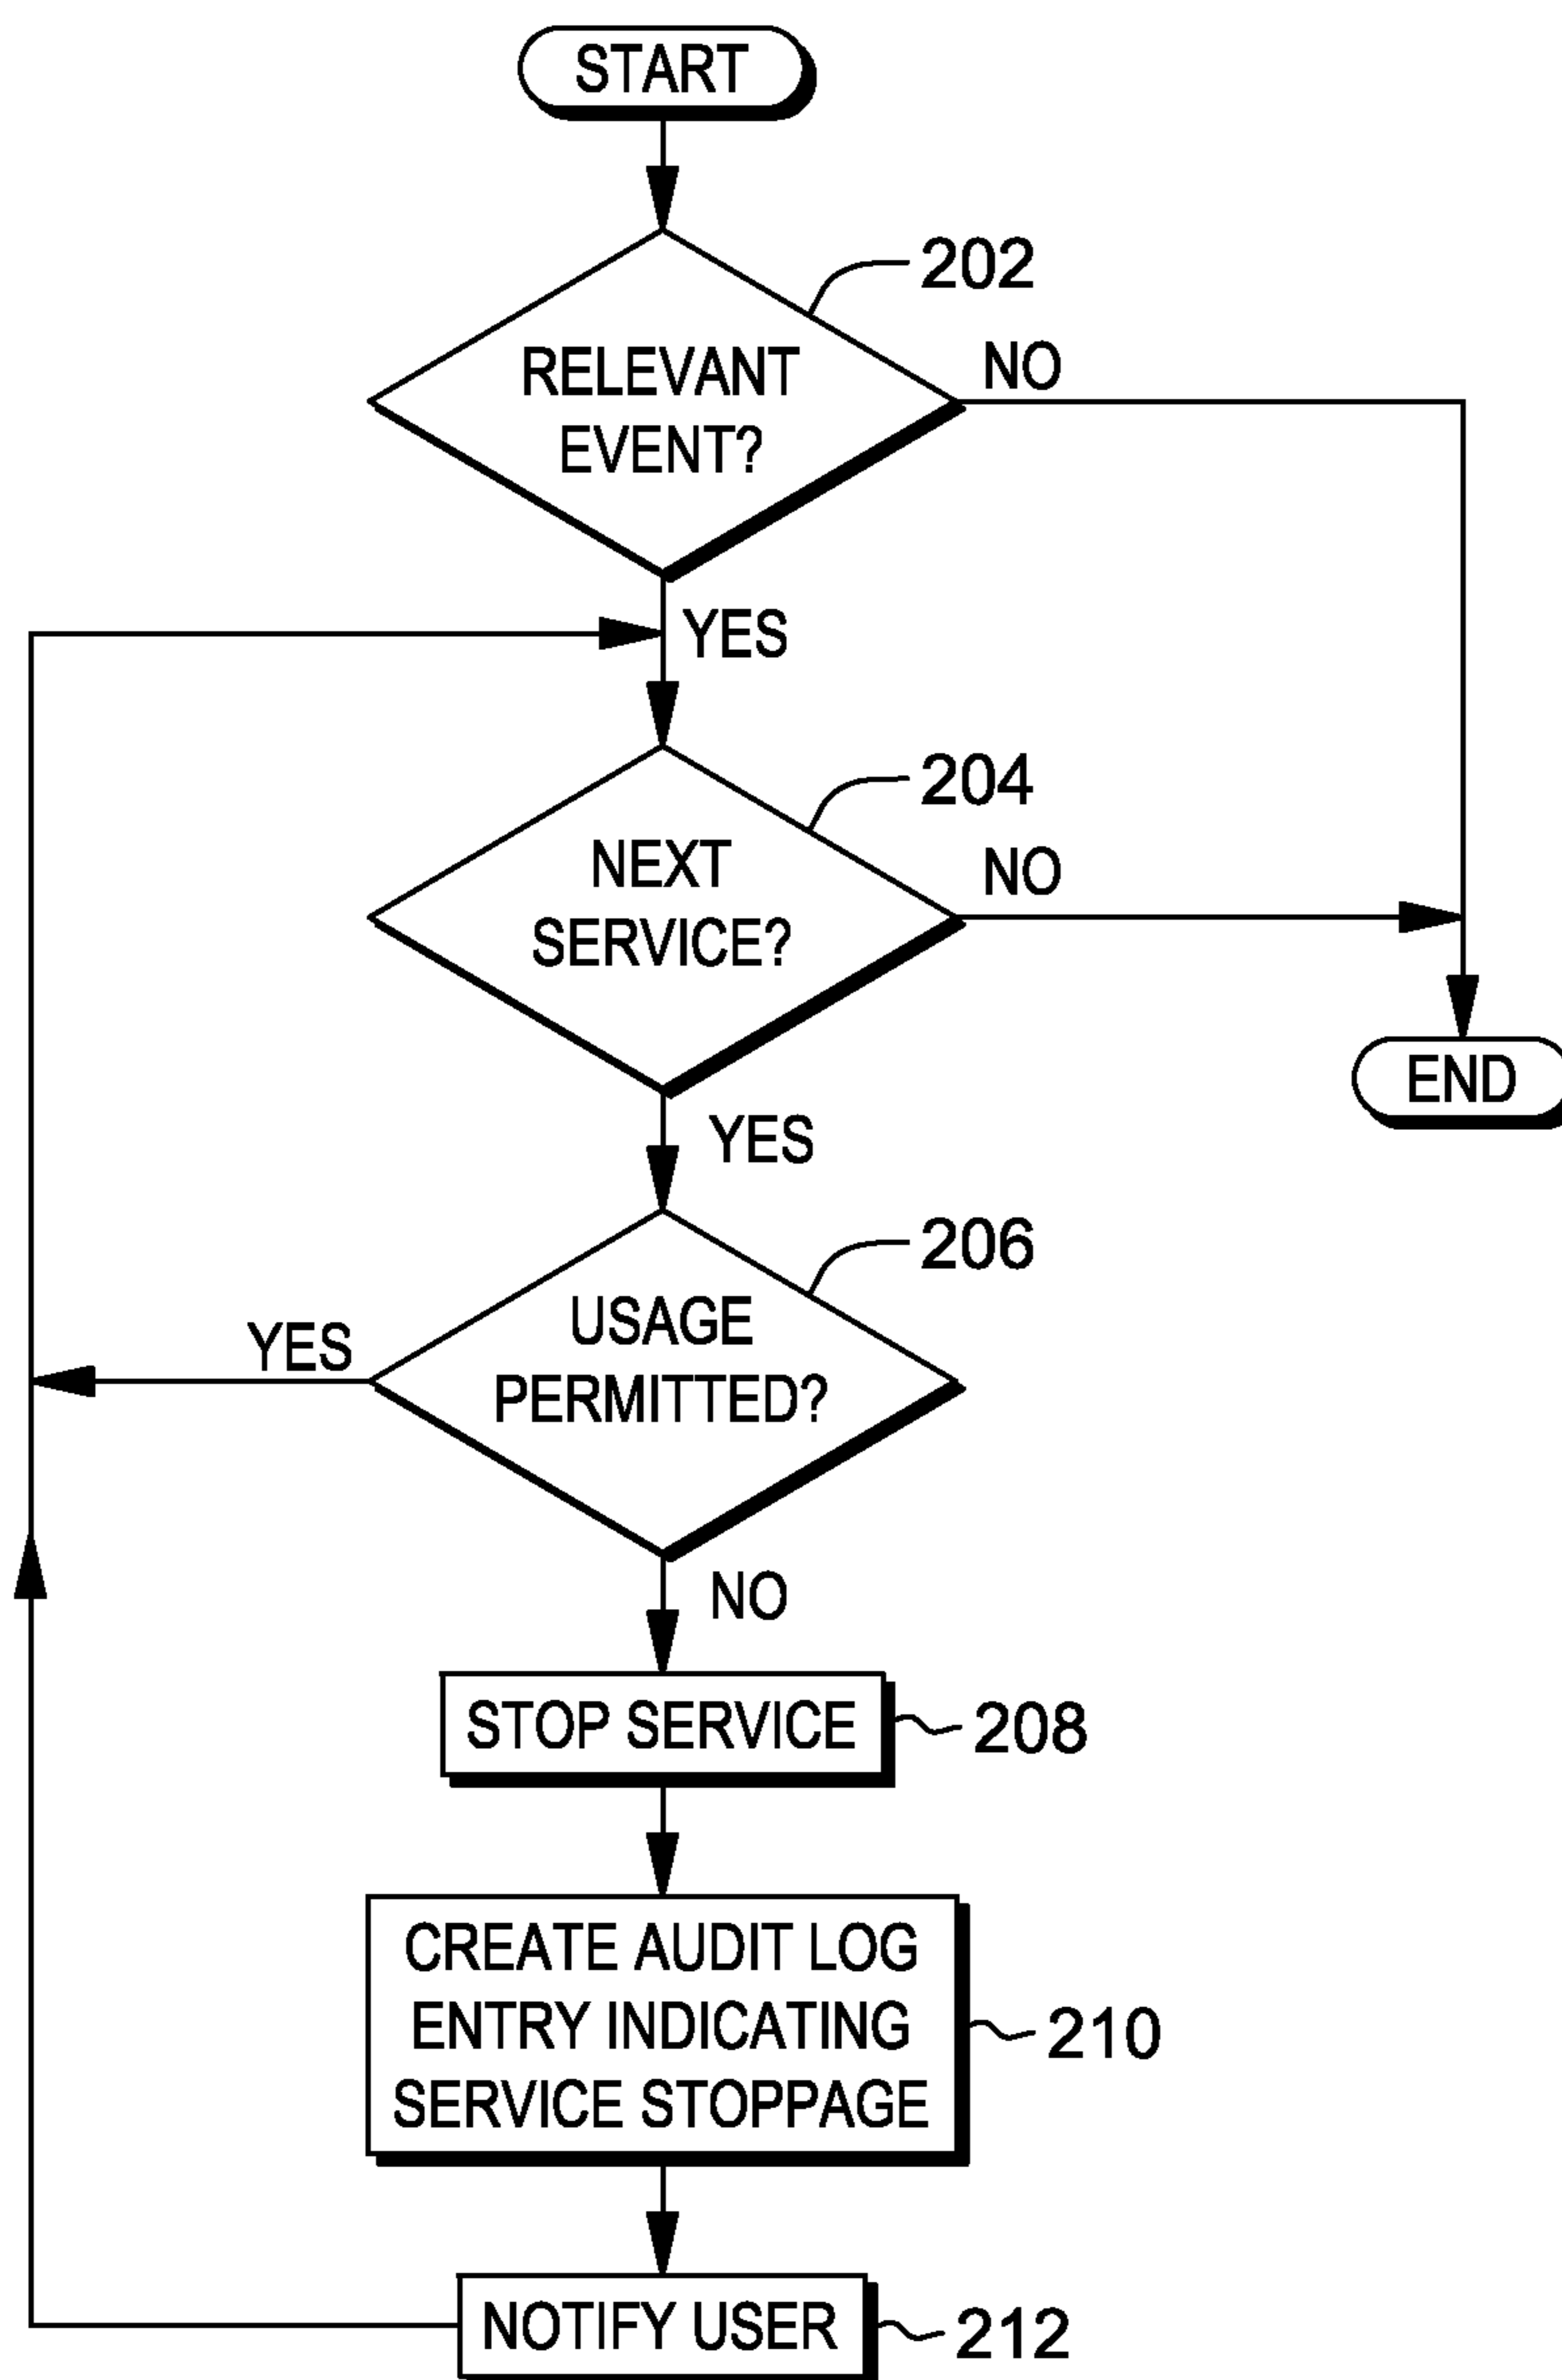 START
202
RELEVANT
EVENT?
NO
YES
204
NEXT
SERVICE?
NO
END
YES
206
USAGE
PERMITTED?
YES
NO
STOP SERVICE
208
CREATE AUDIT LOG
ENTRY INDICATING
SERVICE STOPPAGE
210
NOTIFY USER
212